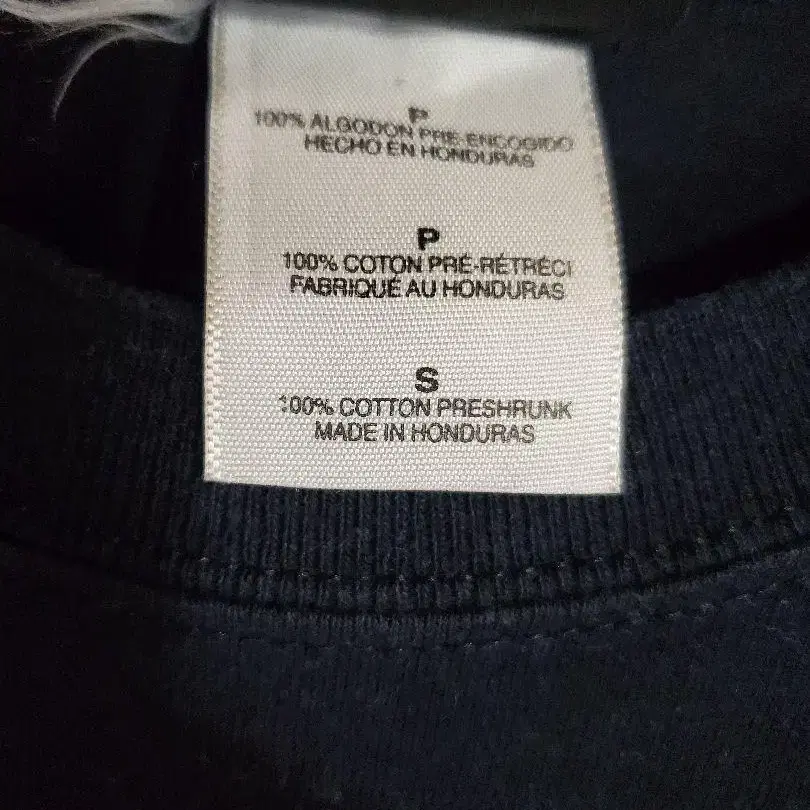 P
100% ALGODON PRE-ENCOGIDO
HECHO EN HONDURAS
P
100% COTON PRÉ-RÉTRÉCI
FABRIQUÉ AU HONDURAS
S
100% COTTON PRESHRUNK
MADE IN HONDURAS